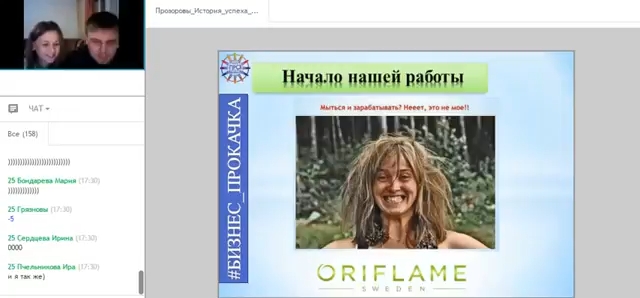 Прозоровы_История_успеха_...
Начало нашей работы
Мыться и зарабатывать? Нееет, это не мое!!
#БИЗНЕС_ПРОКАЧКА
ORIFLAME
SWEDEN
ЧАТ
Все (158)
))))))))))))))))))))))))))
)))))))))))))
25 Бондарева Мария (17:30)
25 Грязновы (17:30)
-5
25 Сердцева Ирина (17:30)
0000
25 Пчельникова Ира (17:30)
и я так же)